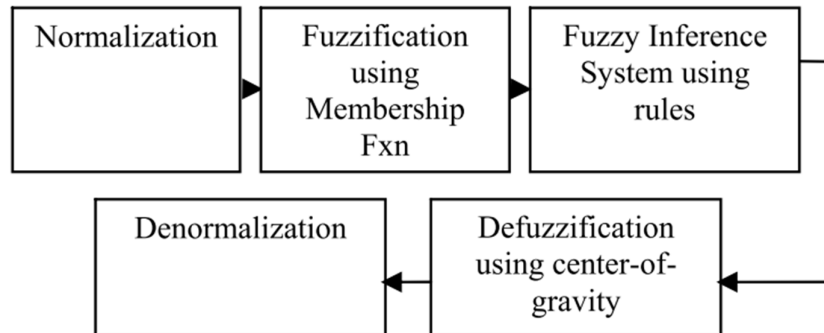 Normalization
Fuzzification
using
Membership
Fxn
Fuzzy Inference
System using
rules
Defuzzification
using center-of-
gravity
Denormalization